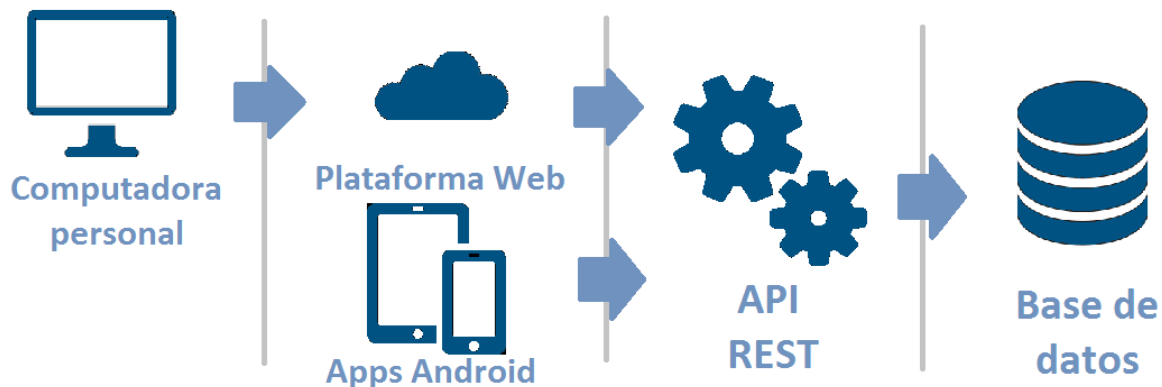 Computadora
personal
Plataforma Web
Apps Android
API
REST
Base de
datos